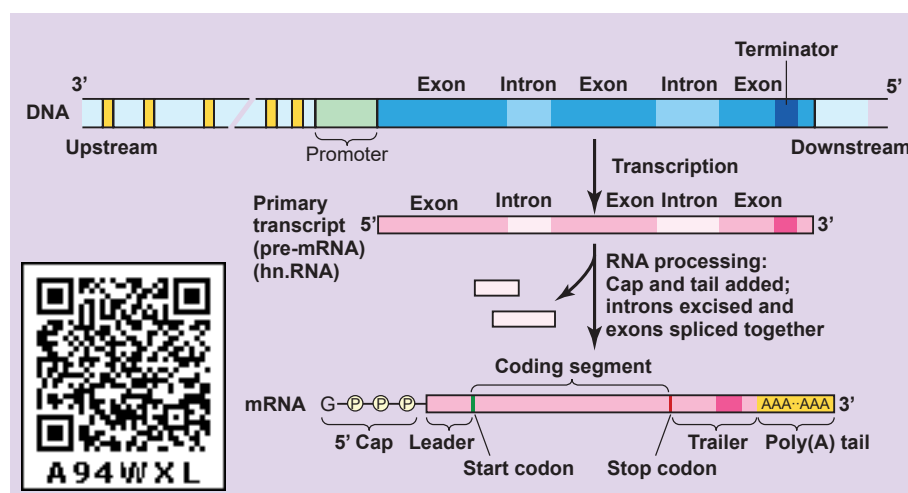 Terminator
3’ Exon Intron Exon Intron Exon 5’
DNA
Upstream Promoter Downstream
Transcription
Exon Intron Exon Intron Exon
Primary
transcript 5’ 3’
(pre-mRNA)
(hn.RNA)
RNA processing:
Cap and tail added;
introns excised and
exons spliced together
Coding segment
mRNA G P P P AAA··AAA 3’
5’ Cap Leader Trailer Poly(A) tail
Start codon Stop codon
A94WXL